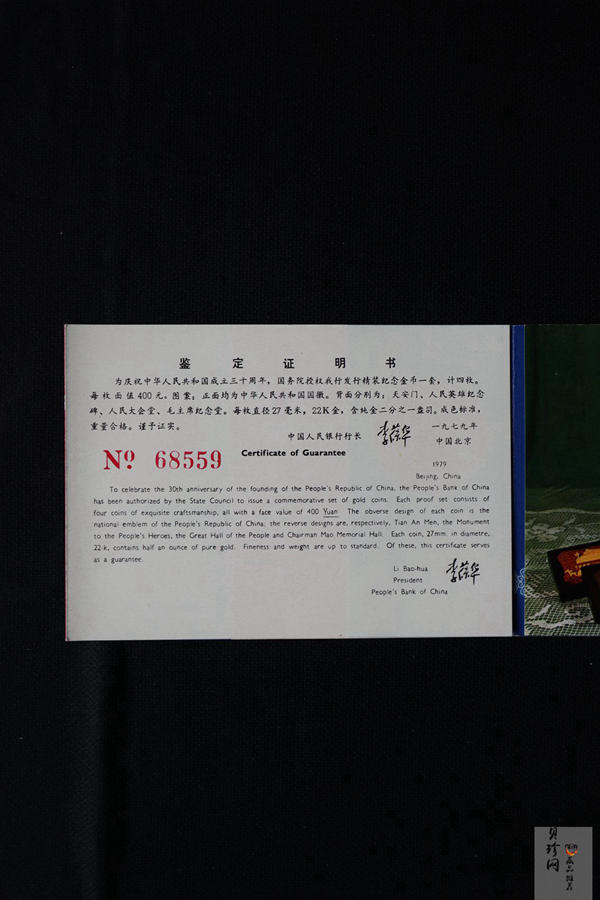 鉴定证明书
为庆祝中华人民共和国成立三十周年，国务院授权我行发行精装纪念金币一套，计四枚。
每枚面值400元。图案：正面均为中华人民共和国国徽。背面分别为：天安门、人民英雄纪念
碑、人民大会堂、毛主席纪念堂。每枚直径27毫米，22K金，含纯金二分之一盎司。成色标准，
重量合格。谨予证实。
中国人民银行行长 李葆华
一九七九年
中国北京
Nº 68559
Certificate of Guarantee
1979
Beijing, China
To celebrate the 30th anniversary of the founding of the People's Republic of China, the People's Bank of China
has been authorized by the State Council to issue a commemorative set of gold coins. Each proof set consists of
four coins of exquisite craftsmanship, all with a face value of 400 Yuan. The obverse design of each coin is the
national emblem of the People's Republic of China; the reverse designs are, respectively, Tian An Men, the Monument
to the People's Heroes, the Great Hall of the People and Chairman Mao Memorial Hall. Each coin, 27mm. in diametre,
22-k, contains half an ounce of pure gold. Fineness and weight are up to standard. Of these, this certificate serves
as a guarantee.
Li Bao-hua 李葆华
President
People's Bank of China
贝珍网
藏品推荐